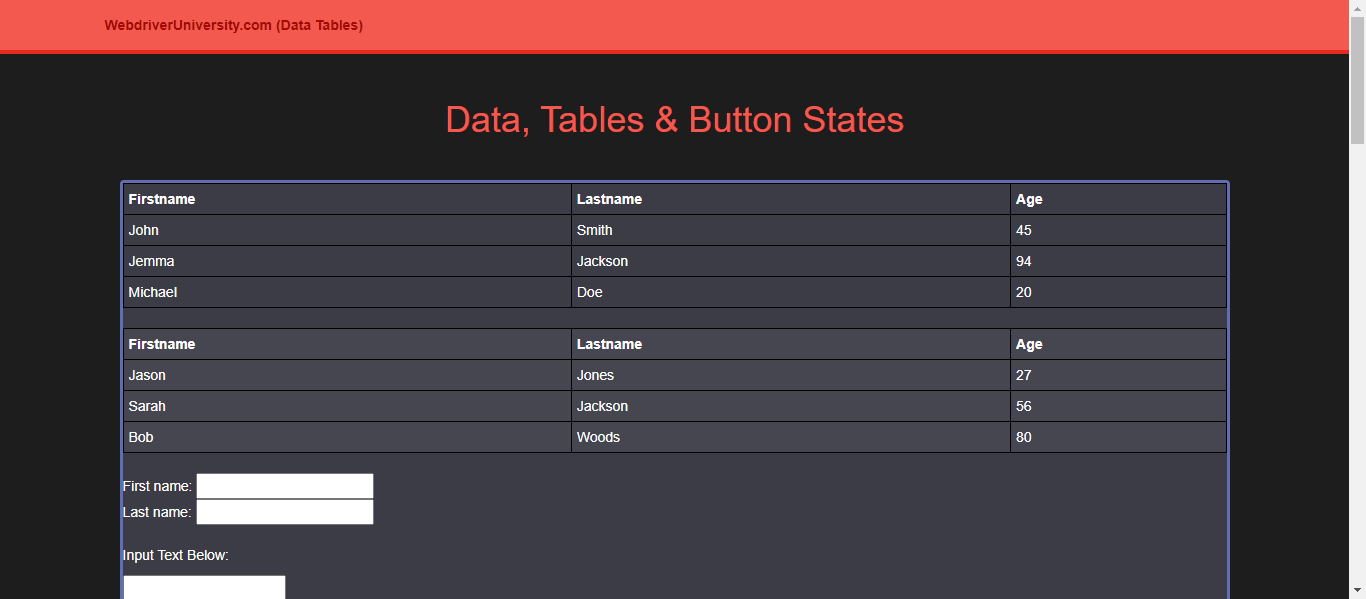 WebdriverUniversity.com (Data Tables)
Data, Tables & Button States
Firstname Lastname Age
John Smith 45
Jemma Jackson 94
Michael Doe 20
Firstname Lastname Age
Jason Jones 27
Sarah Jackson 56
Bob Woods 80
First name:
Last name:
Input Text Below: